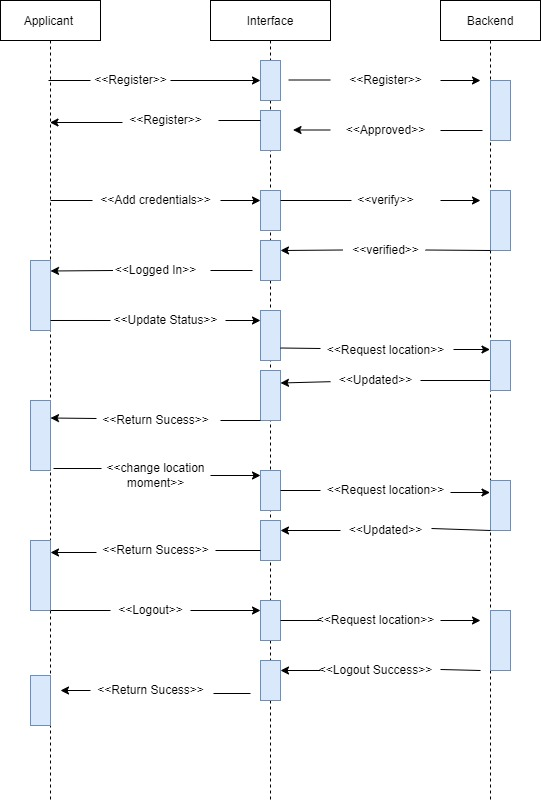 Applicant
Interface
Backend
<<Register>>
<<Register>>
<<Register>>
<<Approved>>
<<Add credentials>>
<<verify>>
<<verified>>
<<Logged In>>
<<Update Status>>
<<Request location>>
<<Updated>>
<<Return Sucess>>
<<change location
moment>>
<<Request location>>
<<Updated>>
<<Return Sucess>>
<<Logout>>
<<Request location>>
<<Logout Success>>
<<Return Sucess>>